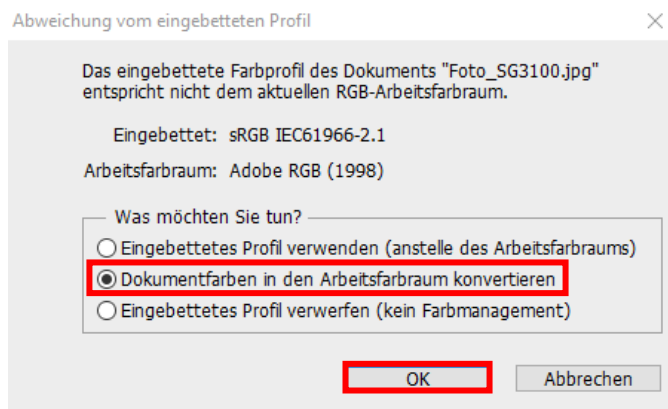 Abweichung vom eingebetteten Profil
Das eingebettete Farbprofil des Dokuments "Foto_SG3100.jpg"
entspricht nicht dem aktuellen RGB-Arbeitsfarbraum.
Eingebettet: sRGB IEC61966-2.1
Arbeitsfarbraum: Adobe RGB (1998)
Was möchten Sie tun?
Eingebettetes Profil verwenden (anstelle des Arbeitsfarbraums)
Dokumentfarben in den Arbeitsfarbraum konvertieren
Eingebettetes Profil verwerfen (kein Farbmanagement)
OK Abbrechen